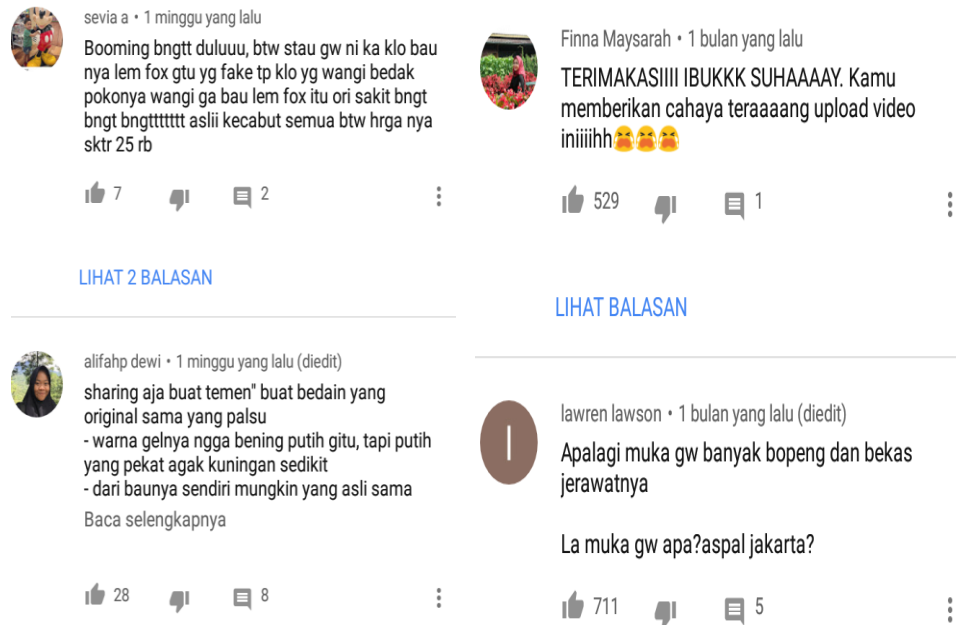 sevia a • 1 minggu yang lalu
Booming bngtt duluuu, btw stau gw ni ka klo bau
nya lem fox gtu yg fake tp klo yg wangi bedak
pokonya wangi ga bau lem fox itu ori sakit bngt
bngt bngttttttt aslii kecabut semua btw hrga nya
sktr 25 rb
7
2
LIHAT 2 BALASAN
alifahp dewi • 1 minggu yang lalu (diedit)
sharing aja buat temen" buat bedain yang
original sama yang palsu
- warna gelnya ngga bening putih gitu, tapi putih
yang pekat agak kuningan sedikit
- dari baunya sendiri mungkin yang asli sama
Baca selengkapnya
28
8
Finna Maysarah • 1 bulan yang lalu
TERIMAKASIIII IBUKKK SUHAAAAY. Kamu
memberikan cahaya teraaaang upload video
iniiiihh😫😫😫
529
1
LIHAT BALASAN
l
lawren lawson • 1 bulan yang lalu (diedit)
Apalagi muka gw banyak bopeng dan bekas
jerawatnya
La muka gw apa?aspal jakarta?
711
5